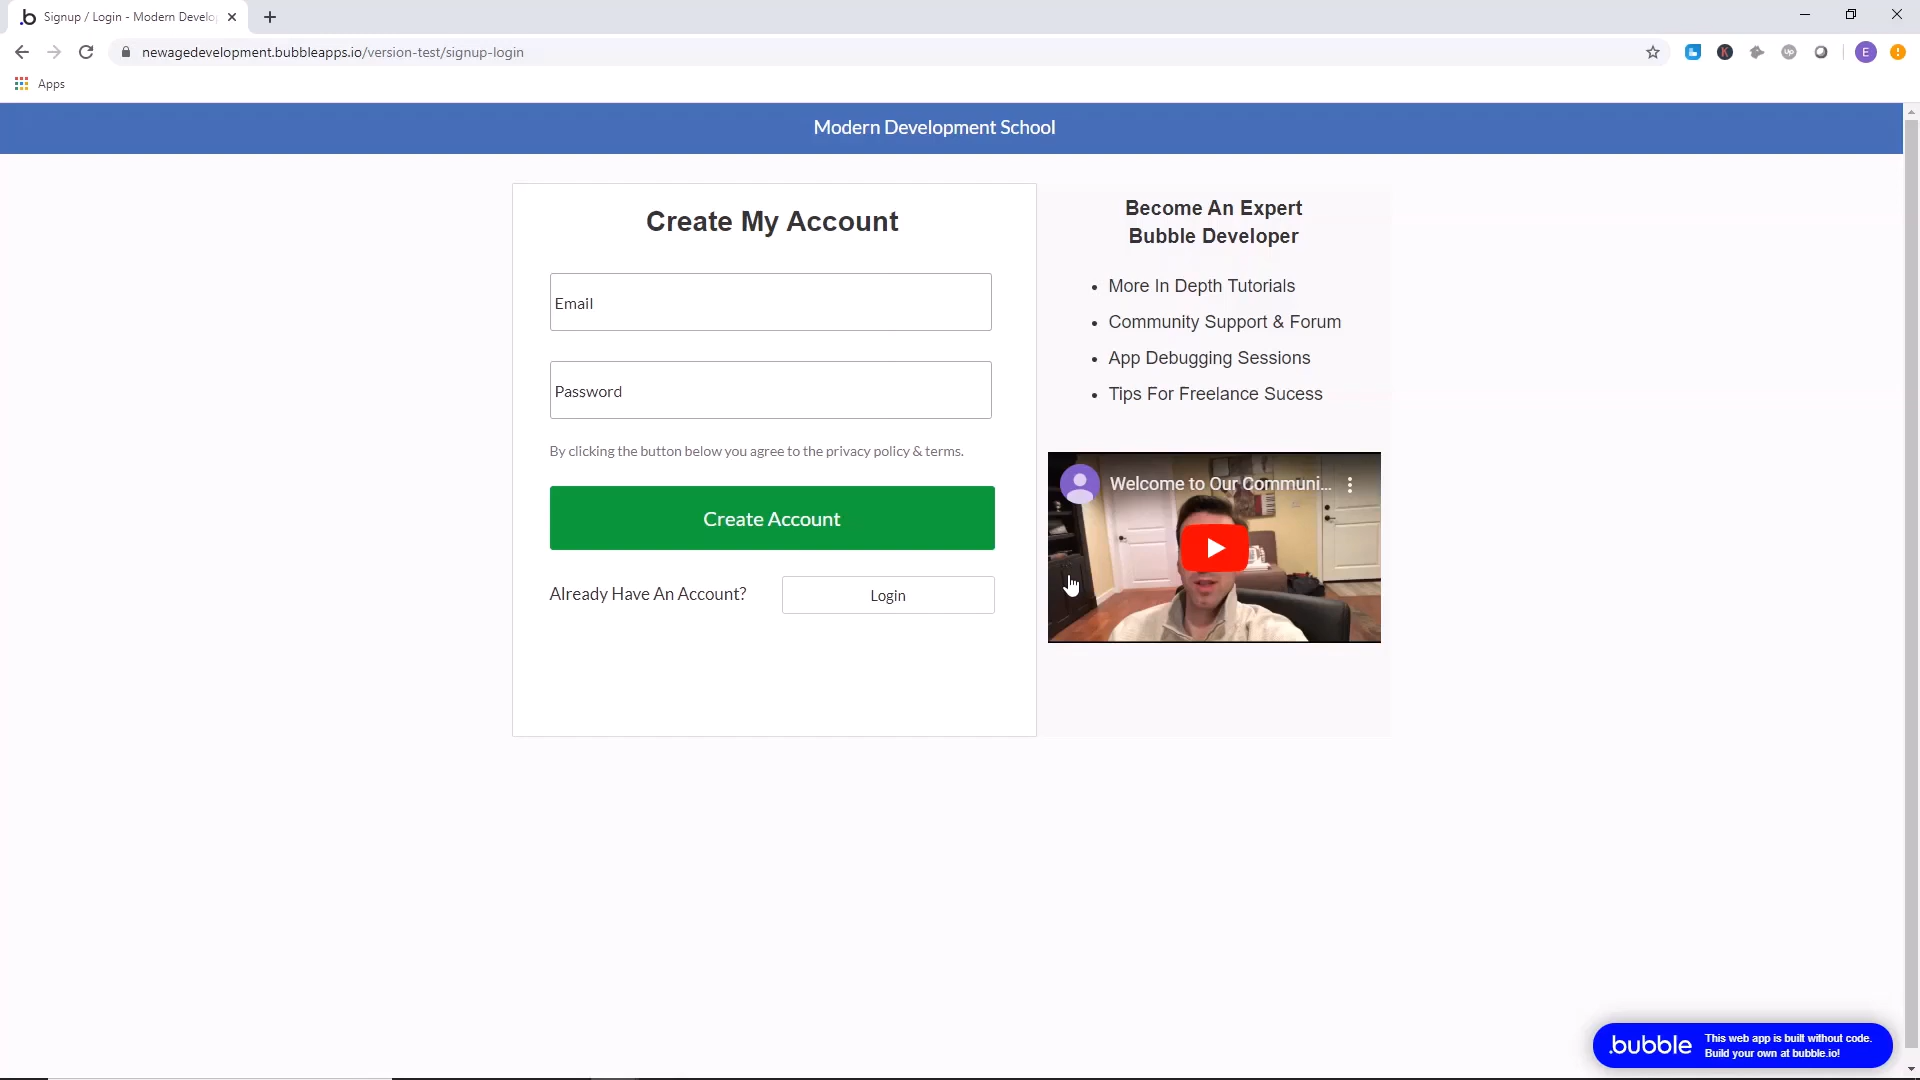 Signup / Login - Modern Develo
newagedevelopment.bubbleapps.io/version-test/signup-login
E
Apps
Modern Development School
Create My Account
Email
Password
By clicking the button below you agree to the privacy policy & terms.
Create Account
Already Have An Account?
Login
Become An Expert
Bubble Developer
• More In Depth Tutorials
• Community Support & Forum
• App Debugging Sessions
• Tips For Freelance Sucess
Welcome to Our Communi...
.bubble
This web app is built without code.
Build your own at bubble.io!